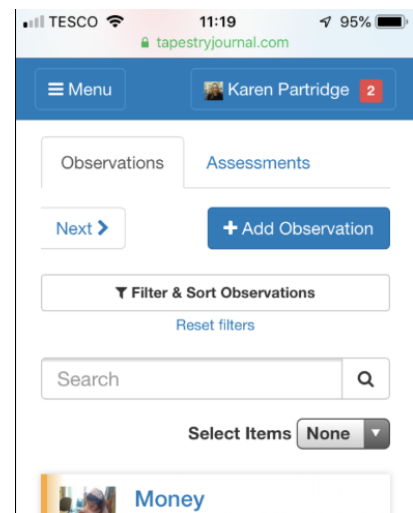 TESCO 11:19 95%
tapestryjournal.com
Menu Karen Partridge 2
Observations Assessments
Next + Add Observation
Filter & Sort Observations
Reset filters
Search
Select Items None
Money